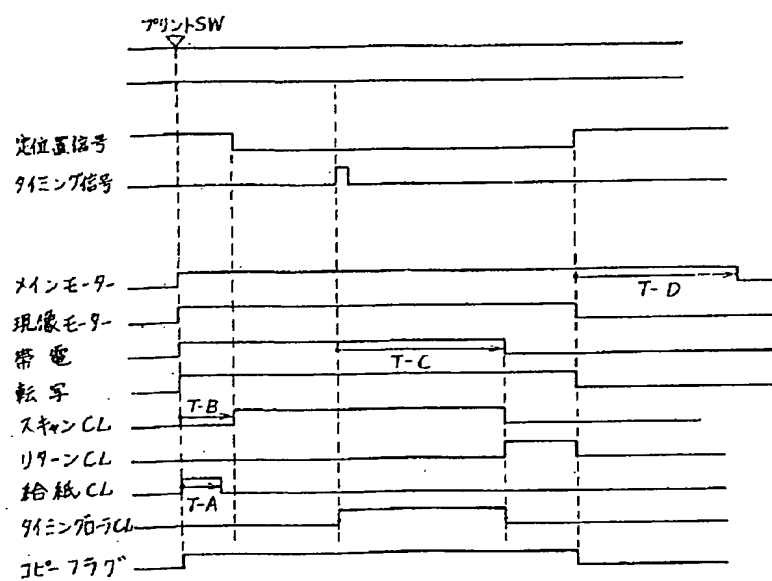 プリントSW
定位置信号
タイミング信号
メインモーター
T-D
現像モーター
帯電
T-C
転写
T-B
スキャンCL
リターンCL
給紙CL
T-A
タイミングローラCL
コピーフラグ